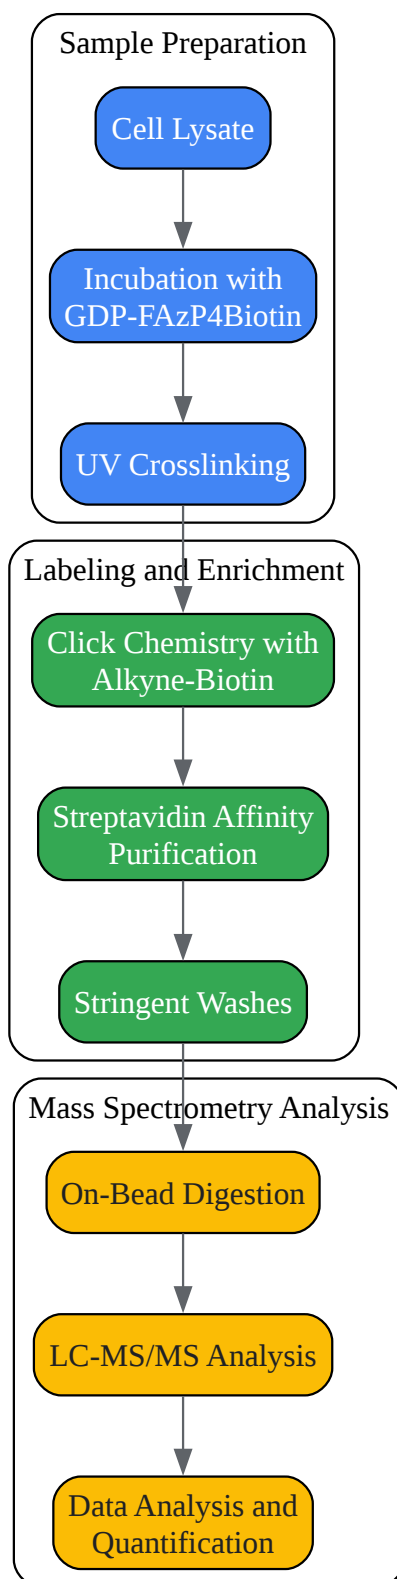 Sample Preparation
Cell Lysate
Incubation with
GDP-FAzP4Biotin
UV Crosslinking
Labeling and Enrichment
Click Chemistry with
Alkyne-Biotin
Streptavidin Affinity
Purification
Stringent Washes
Mass Spectrometry Analysis
On-Bead Digestion
LC-MS/MS Analysis
Data Analysis and
Quantification